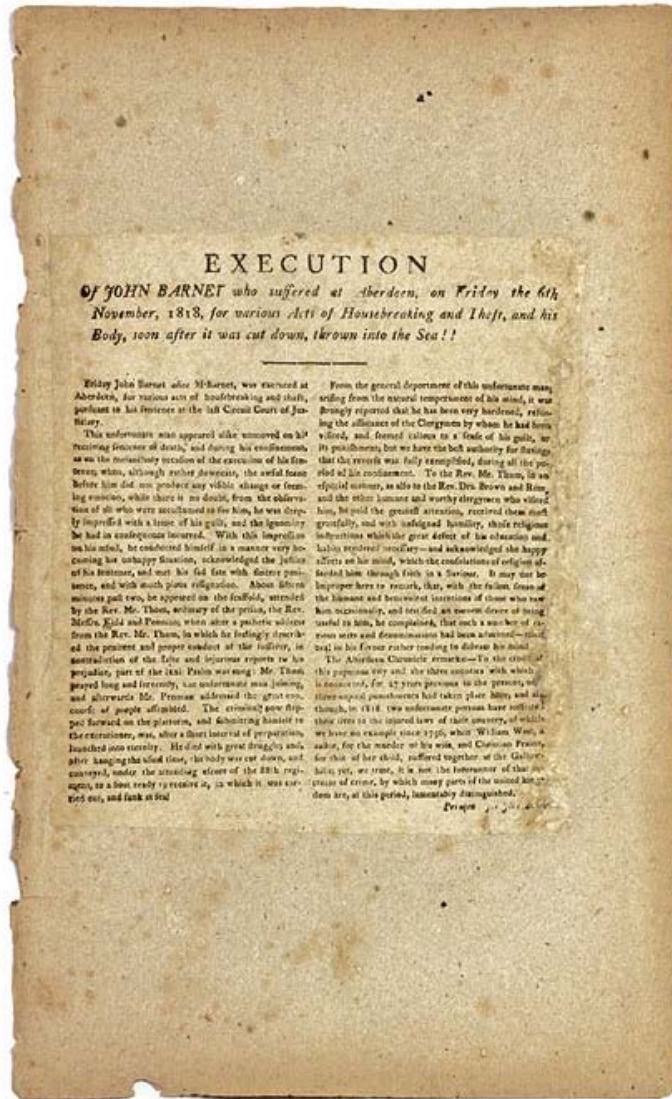 EXECUTION
Of JOHN BARNET who suffered at Aberdeen, on Friday the 6th
November, 1818, for various Acts of Housebreaking and Theft, and his
Body, soon after it was cut down, thrown into the Sea!!
Friday John Barnet alias M'Barnet, was executed at
Aberdeen, for various acts of housebreaking and theft,
pursuant to his sentence at the last Circuit Court of Jus-
ticiary.
This unfortunate man appeared alike unmoved on his
receiving sentence of death, and during his confinement,
as on the melancholy occasion of the execution of his sen-
tence; when, although rather downcast, the awful scene
before him did not produce any visible change or seem-
ing emotion, while there is no doubt, from the observa-
tion of all who were accustomed to see him, he was deep-
ly impressed with a sense of his guilt, and the ignominy
he had in consequence incurred. With this impression
on his mind, he conducted himself in a manner very be-
coming his unhappy situation, acknowledged the justice
of his sentence, and met his sad fate with sincere peni-
tence, and with much pious resignation. About fifteen
minutes past two, he appeared on the scaffold, attended
by the Rev. Mr. Thom, ordinary of the prison, the Rev.
Messrs. Kidd and Penman; when after a pathetic address
from the Rev. Mr. Thom, in which he feelingly describ-
ed the penitent and proper conduct of the sufferer, in
contradiction of the false and injurious reports to his
prejudice, part of the Psalm was sung: Mr. Thom
prayed long and fervently, the unfortunate man joining,
and afterwards Mr. Penman addressed the great con-
course of people assembled. The criminal now step-
ped forward on the platform, and submitting himself to
the executioner, was, after a short interval of preparation,
launched into eternity. He died with great struggles and,
after hanging the usual time, the body was cut down, and
conveyed, under the attending escort of the 88th regi-
ment, to a boat ready to receive it, in which it was car-
ried out, and sunk at sea!
From the general deportment of this unfortunate man,
arising from the natural temperament of his mind, it was
strongly reported that he has been very hardened, refus-
ing the assistance of the Clergymen by whom he had been
visited, and seemed callous to a sense of his guilt, or
its punishment; but we have the best authority for stating,
that the reverse was fully exemplified, during all the pe-
riod of his confinement. To the Rev. Mr. Thom, in an
especial manner, as also to the Rev. Drs. Brown and Ross,
and the other humane and worthy clergymen who visited
him, he paid the greatest attention, received them most
gratefully, and with unfeigned humility, those religious
instructions which the great defect of his education and
habits rendered necessary—and acknowledged the happy
effects on his mind, which the consolations of religion af-
forded him through faith in a Saviour. It may not be
improper here to remark, that, with the fullest sense of
the humane and benevolent intentions of those who saw
him occasionally, and testified an earnest desire of being
useful to him, he complained, that such a number of va-
rious sects and denominations had been admitted—
in his favour rather tending to distress his mind.
The Aberdeen Chronicle remarks—To the credit of
this populous city and the three counties with which it
is connected, for 17 years previous to the present, only
three capital punishments had taken place here; and al-
though, in 1818 two unfortunate persons have
their lives to the injured laws of their country, of which
we have no example since 1756, when William West, a
sailor, for the murder of his wife, and Christian Fraser,
for that of her child, suffered together at the Gallow-
hills; yet, we trust, it is not the forerunner of that in-
crease of crime, by which many parts of the united king-
dom are, at this period, lamentably distinguished.